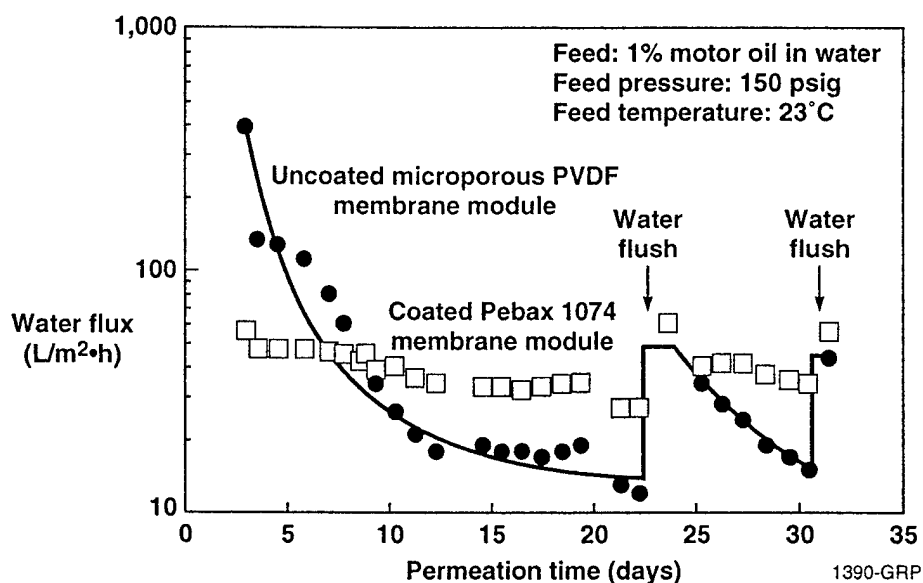 1,000
Feed: 1% motor oil in water
Feed pressure: 150 psig
Feed temperature: 23°C
Uncoated microporous PVDF
membrane module
Water
flush
Water
flush
100
Coated Pebax 1074
membrane module
Water flux
(L/m²•h)
10
0 5 10 15 20 25 30 35
Permeation time (days)
1390-GRP